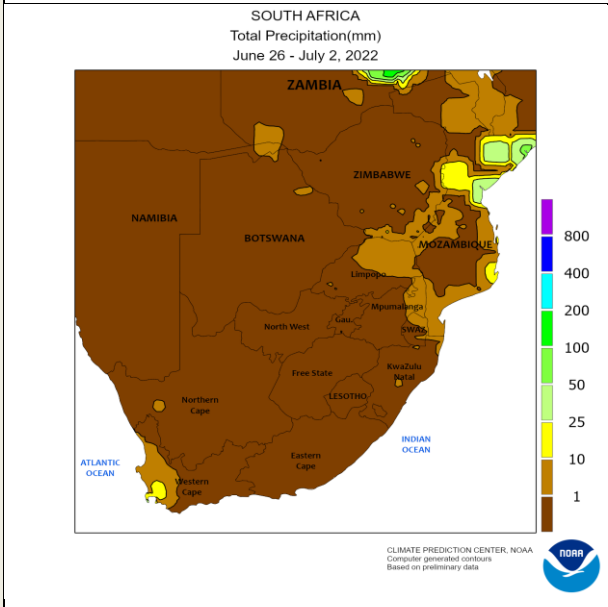 SOUTH AFRICA
Total Precipitation(mm)
June 26 - July 2, 2022
ZAMBIA
ZIMBABWE
NAMIBIA
BOTSWANA
MOZAMBIQUE
Limpopo
Mpumalanga
North West
Gau.
SWAZ.
Free State
KwaZulu
Natal
LESOTHO
Northern
Cape
Eastern
Cape
Western
Cape
ATLANTIC
OCEAN
INDIAN
OCEAN
800
400
200
100
50
25
10
1
CLIMATE PREDICTION CENTER, NOAA
Computer generated contours
Based on preliminary data
NOAA